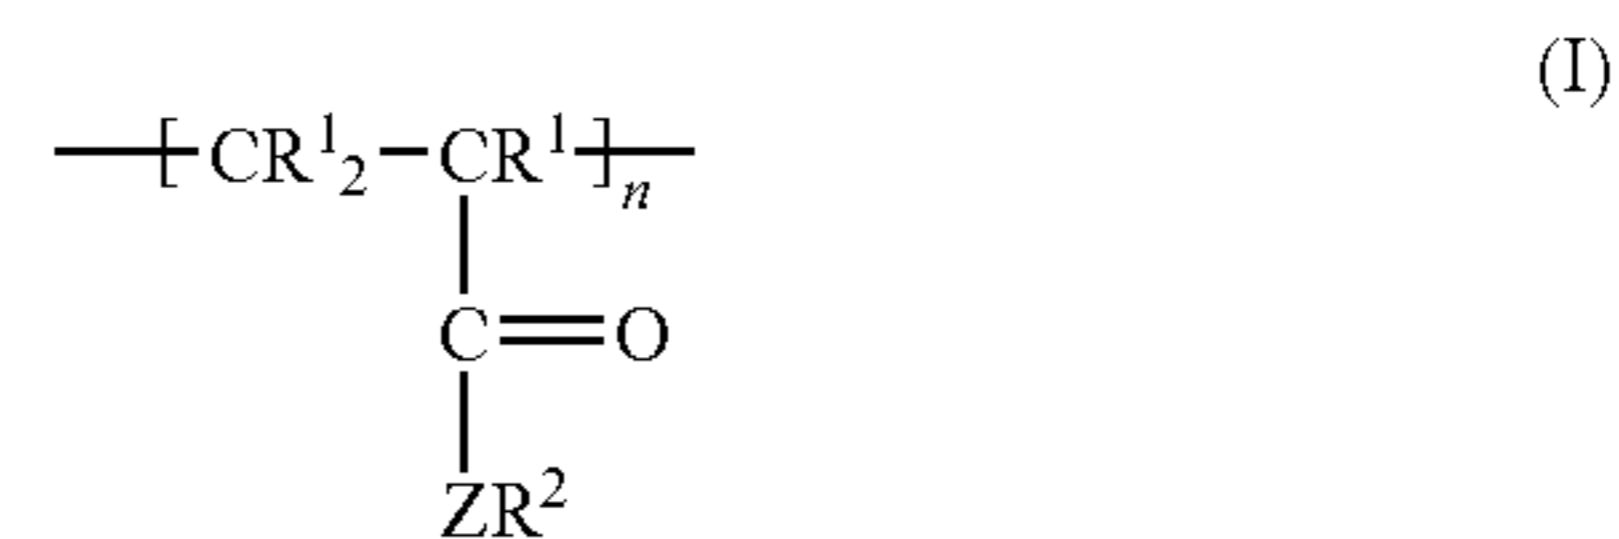 (I)
[CR¹₂—CR¹]ₙ
C=O
ZR²